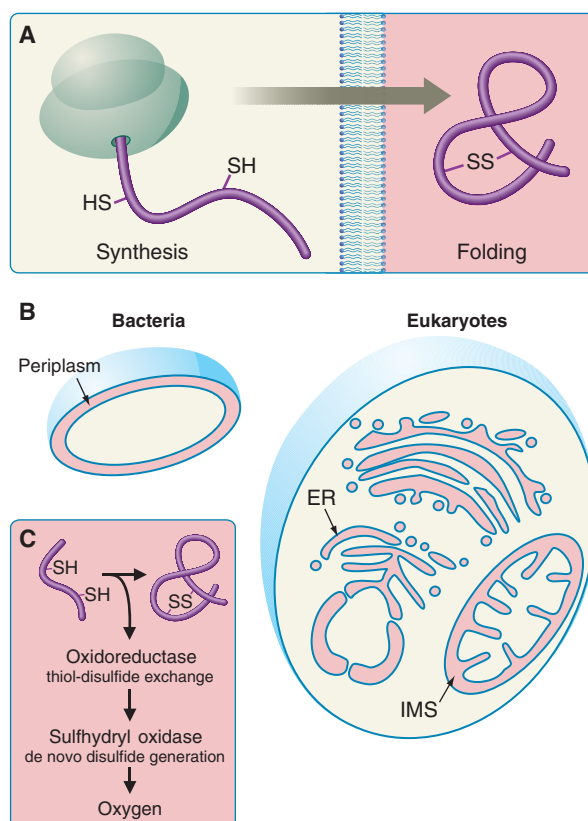 A
SH
HS
SS
Synthesis
Folding
B
Bacteria
Eukaryotes
Periplasm
ER
IMS
C
SH
SH
SS
Oxidoreductase
thiol-disulfide exchange
Sulfhydryl oxidase
de novo disulfide generation
Oxygen